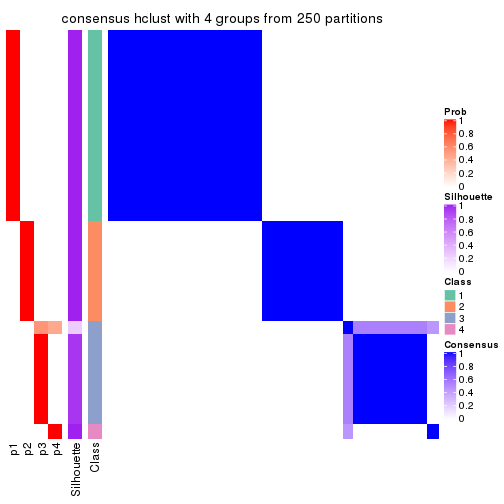 consensus hclust with 4 groups from 250 partitions
Prob
1
0.8
0.6
0.4
0.2
0
Silhouette
1
0.8
0.6
0.4
0.2
0
Class
1
2
3
4
Consensus
1
0.8
0.6
0.4
0.2
0
p1
p2
p3
p4
Silhouette
Class